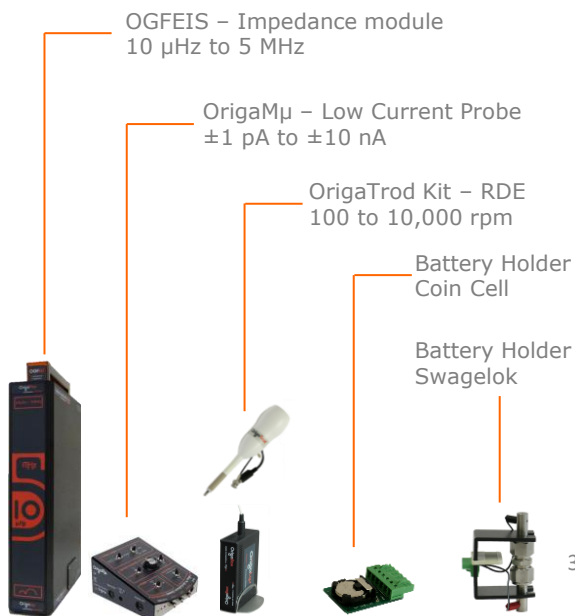 OGFEIS – Impedance module
10 µHz to 5 MHz
OrigaMµ – Low Current Probe
±1 pA to ±10 nA
OrigaTrod Kit – RDE
100 to 10,000 rpm
Battery Holder
Coin Cell
Battery Holder
Swagelok
3